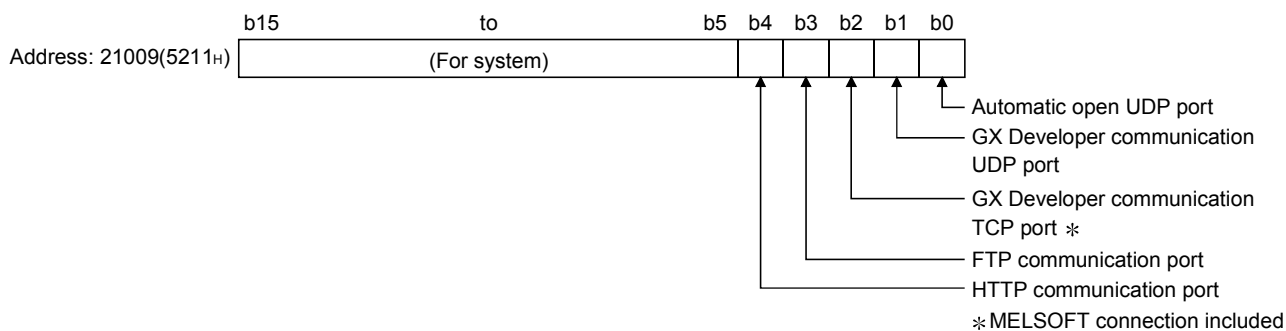 b15 to b5 b4 b3 b2 b1 b0
Address: 21009(5211H) (For system)
Automatic open UDP port
GX Developer communication
UDP port
GX Developer communication
TCP port *
FTP communication port
HTTP communication port
*MELSOFT connection included